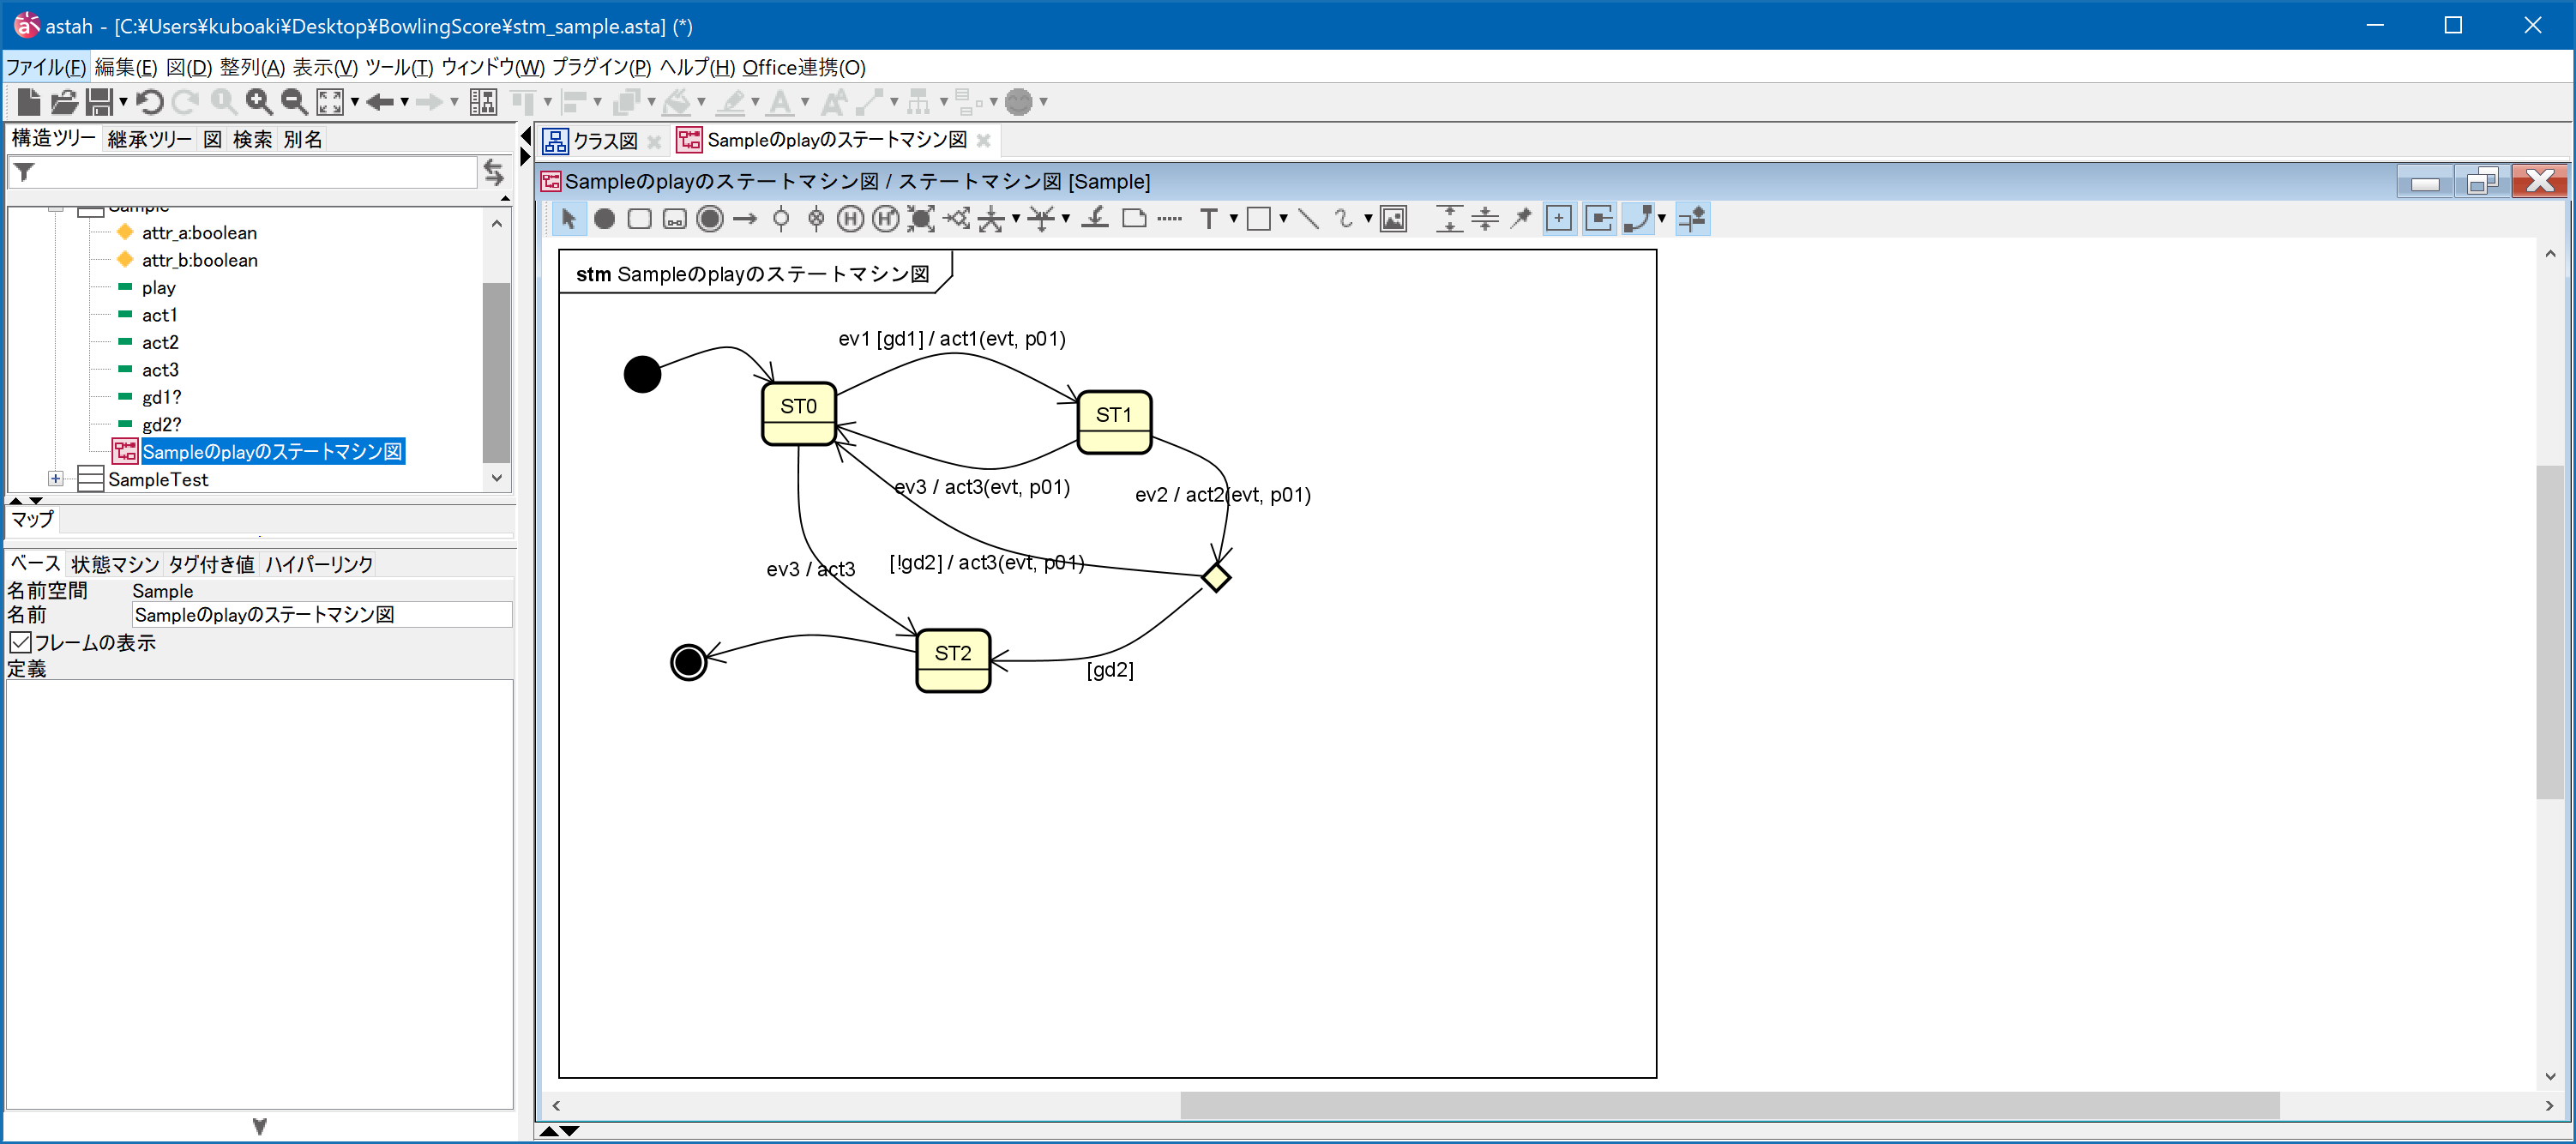 astah - [C:¥Users¥kuboaki¥Desktop¥BowlingScore¥stm_sample.asta] (*)
ファイル(F) 編集(E) 図(D) 整列(A) 表示(V) ツール(T) ウィンドウ(W) プラグイン(P) ヘルプ(H) Office連携(O)
構造ツリー 継承ツリー 図 検索 別名
Sample
attr_a:boolean
attr_b:boolean
play
act1
act2
act3
gd1?
gd2?
Sampleのplayのステートマシン図
SampleTest
マップ
ベース 状態マシン タグ付き値 ハイパーリンク
名前空間 Sample
名前 Sampleのplayのステートマシン図
フレームの表示
定義
クラス図 Sampleのplayのステートマシン図
Sampleのplayのステートマシン図 / ステートマシン図 [Sample]
stm Sampleのplayのステートマシン図
ev1 [gd1] / act1(evt, p01)
ST0
ST1
ev3 / act3(evt, p01)
ev2 / act2(evt, p01)
[!gd2] / act3(evt, p01)
ev3 / act3
ST2
[gd2]